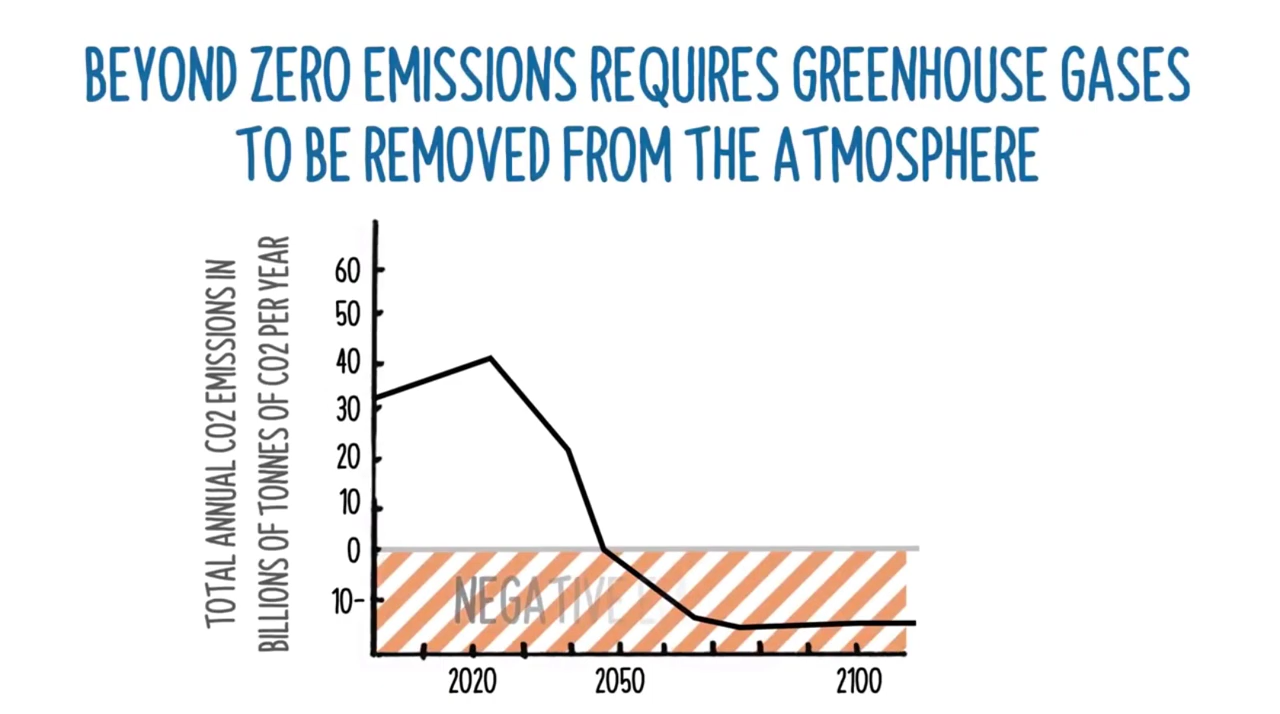 BEYOND ZERO EMISSIONS REQUIRES GREENHOUSE GASES
TO BE REMOVED FROM THE ATMOSPHERE
TOTAL ANNUAL CO2 EMISSIONS IN
BILLIONS OF TONNES OF CO2 PER YEAR
60
50
40
30
20
10
0
10-
NEGATIVE
2020
2050
2100